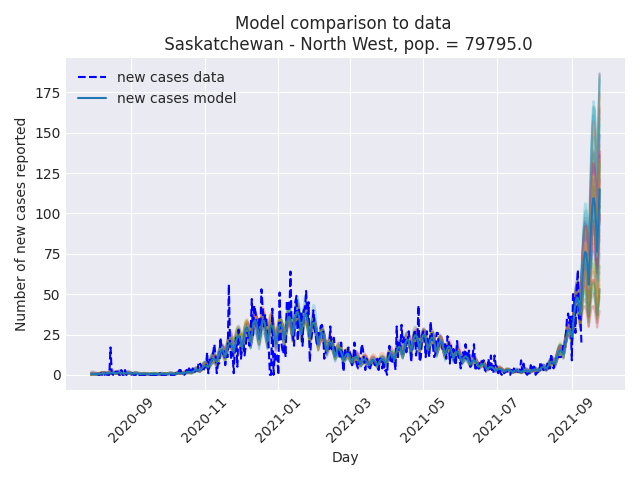 Model comparison to data
Saskatchewan - North West, pop. = 79795.0
new cases data
new cases model
175
150
125
100
75
50
25
0
Number of new cases reported
2020-09
2020-11
2021-01
2021-03
2021-05
2021-07
2021-09
Day